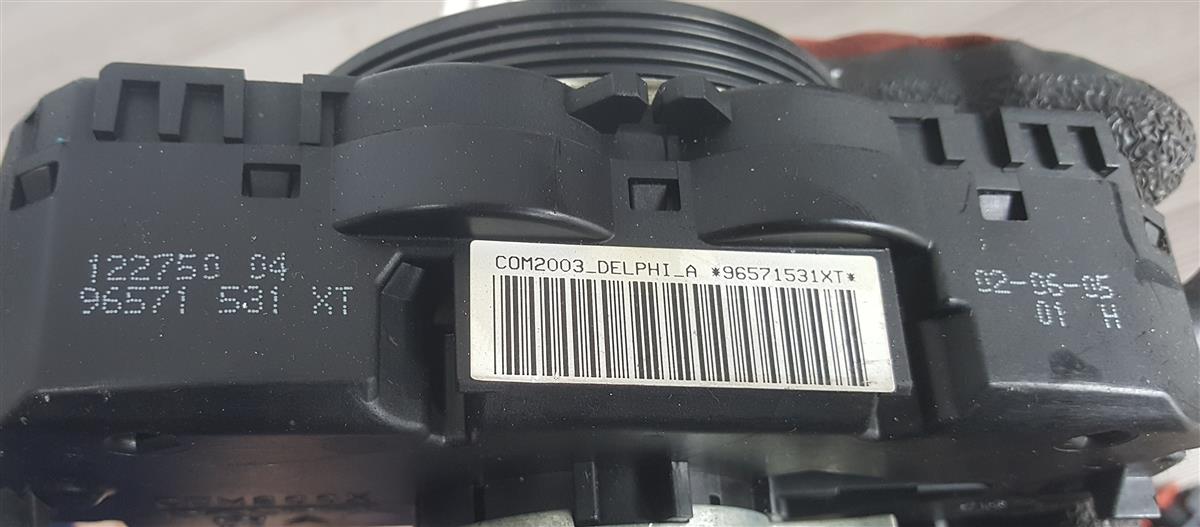 122750 04
96571 531 XT
COM2003_DELPHI_A *96571531XT*
02-06-05
01 H